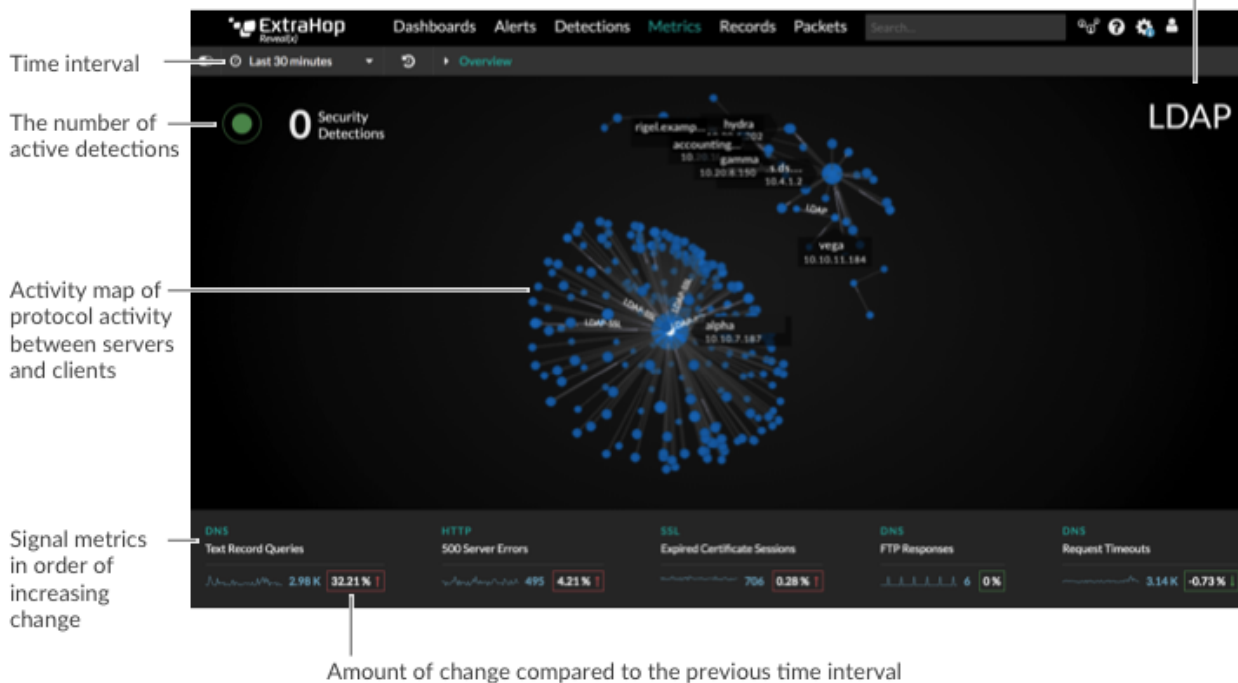 ExtraHop
Reveal(x)
Dashboards Alerts Detections Metrics Records Packets Search...
Time interval
Last 30 minutes
Overview
The number of
active detections
0 Security
Detections
LDAP
rigel.examp...
hydra
accounting...
gamma
10.20.8.150
s.ds....
10.4.1.2
LDAP
vega
10.10.11.184
Activity map of
protocol activity
between servers
and clients
LDAP-SSL
LDAP-SSL
LDAP-SSL
alpha
10.10.7.187
Signal metrics
in order of
increasing
change
DNS
Text Record Queries
2.98 K 32.21 % ↑
HTTP
500 Server Errors
495 4.21 % ↑
SSL
Expired Certificate Sessions
706 0.28 % ↑
DNS
FTP Responses
6 0 %
DNS
Request Timeouts
3.14 K -0.73 % ↓
Amount of change compared to the previous time interval